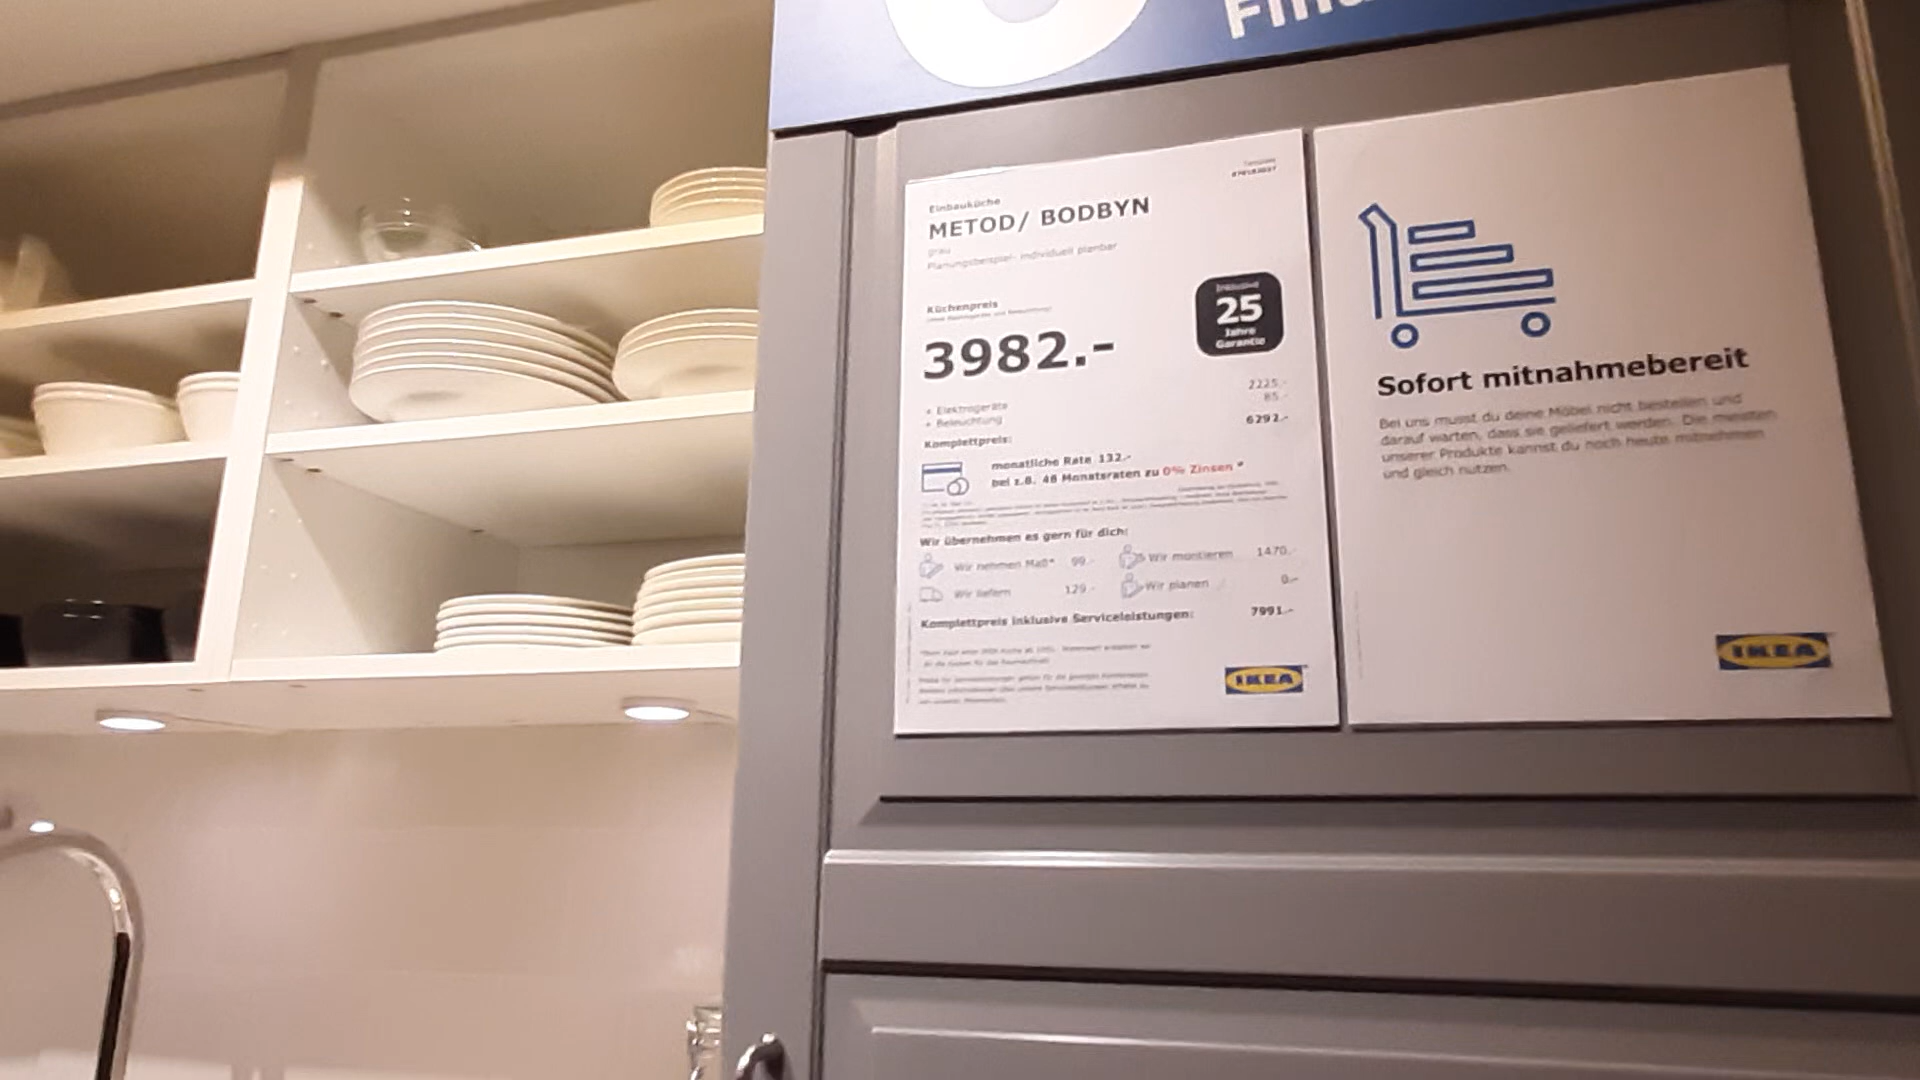 Einbauküche
METOD/ BODBYN
grau
Planungsbeispiel- individuell planbar
Küchenpreis
3982.-
Inklusive
25
Jahre
Garantie
+ Elektrogeräte 2225.-
+ Beleuchtung 85.-
Komplettpreis: 6292.-
monatliche Rate 132.-
bei z.B. 48 Monatsraten zu 0% Zinsen *
Wir übernehmen es gern für dich:
Wir nehmen Maß* 99.- Wir montieren 1470.-
Wir liefern 129.- Wir planen 0.-
Komplettpreis inklusive Serviceleistungen: 7991.-
IKEA
Sofort mitnahmebereit
Bei uns musst du deine Möbel nicht bestellen und
darauf warten, dass sie geliefert werden. Die meisten
unserer Produkte kannst du noch heute mitnehmen
und gleich nutzen.
IKEA